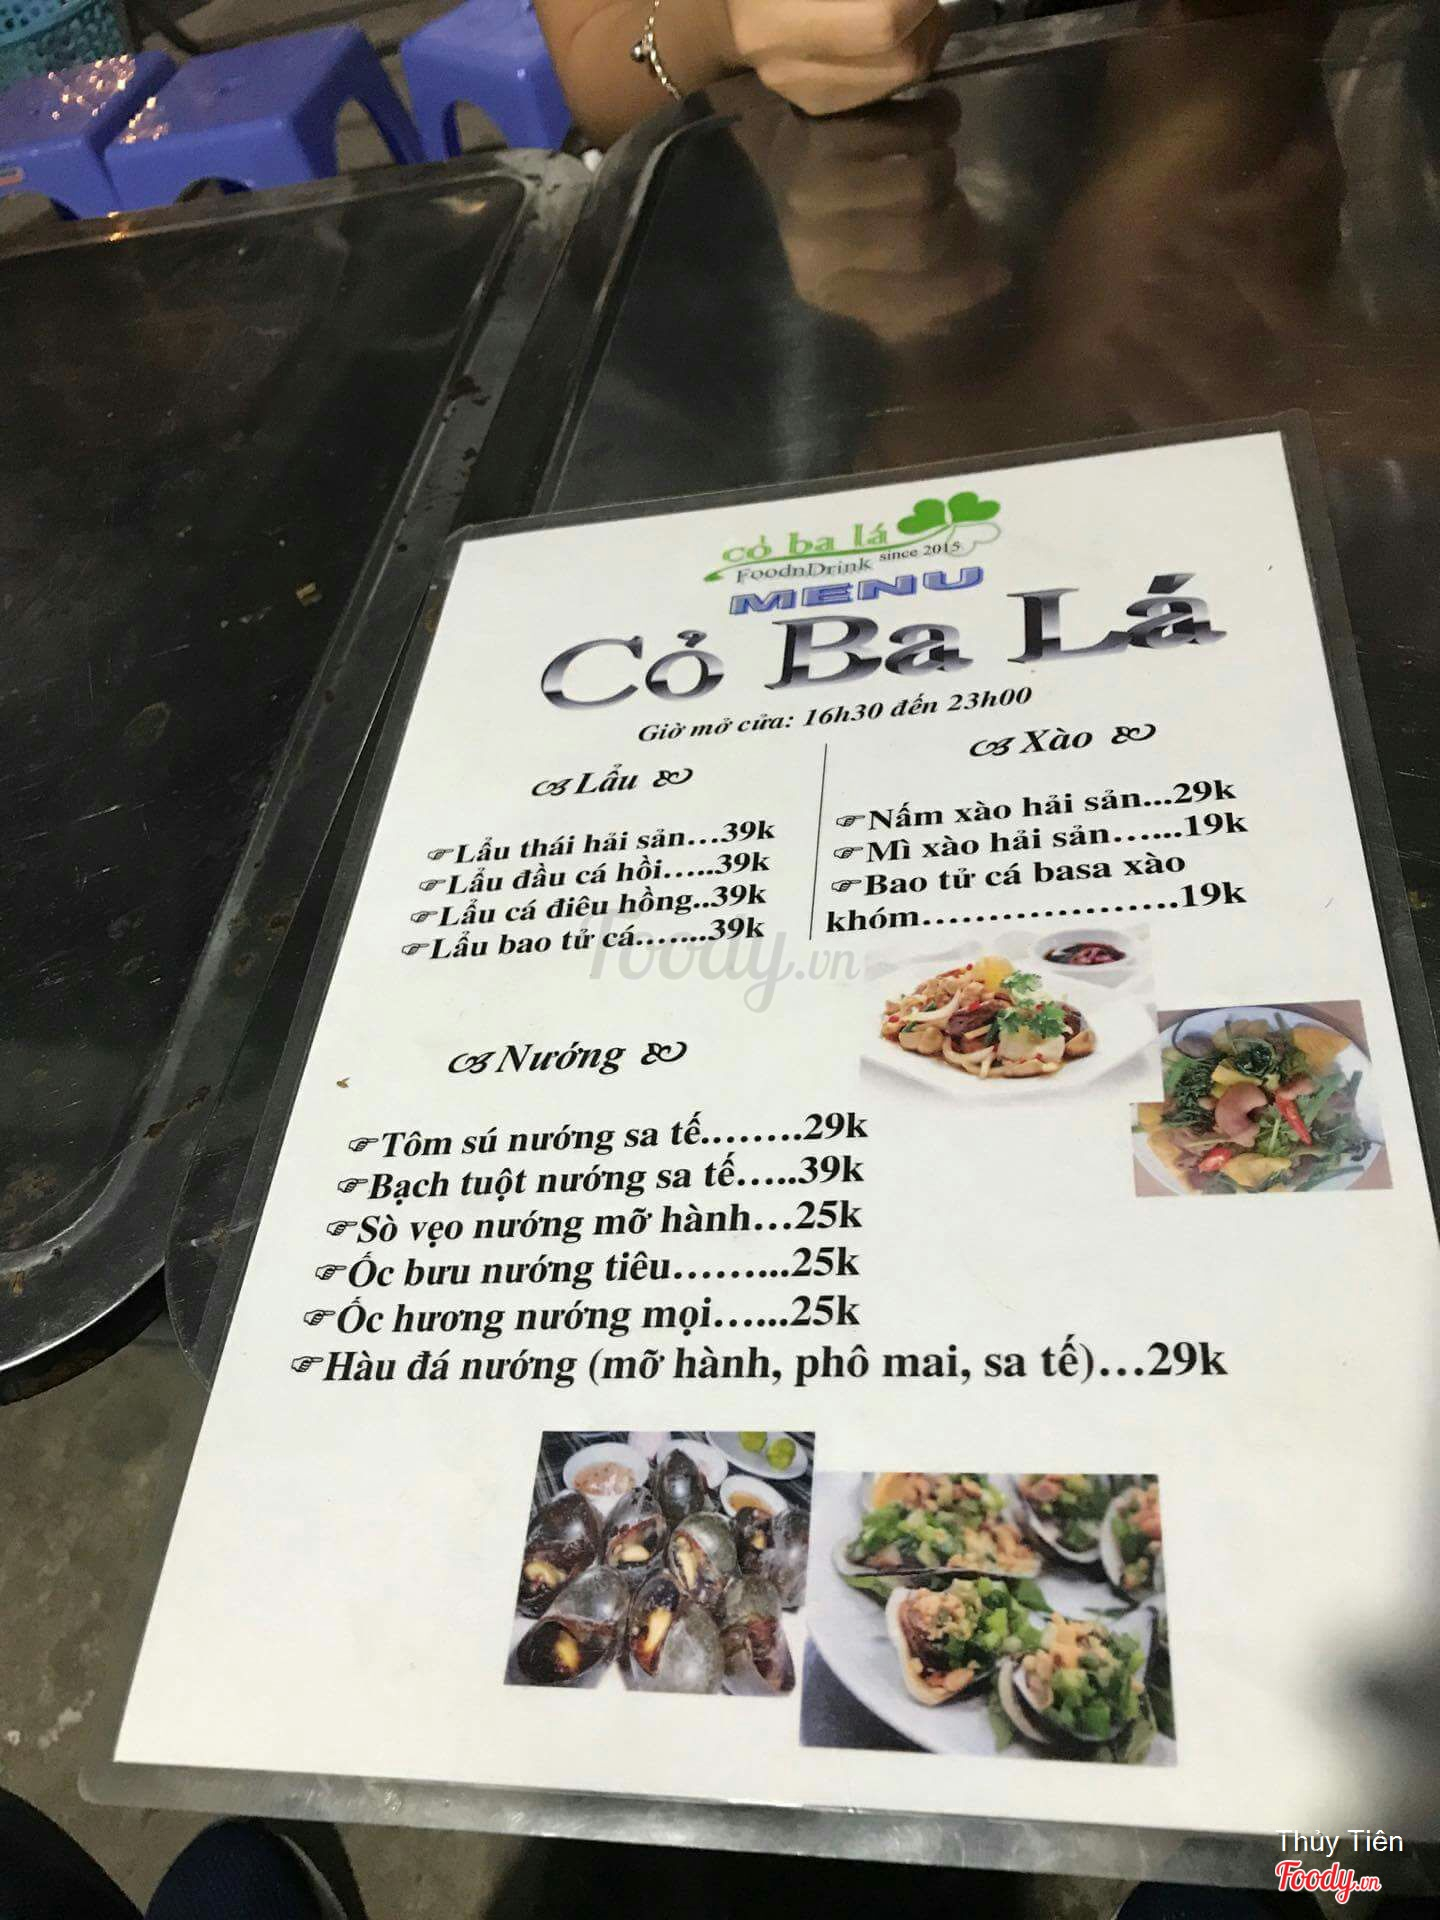 cỏ ba lá
FoodnDrink since 2015
MENU
Cỏ Ba Lá
Giờ mở cửa: 16h30 đến 23h00
Lẩu
Lẩu thái hải sản...39k
Lẩu đầu cá hồi…..39k
Lẩu cá điêu hồng..39k
Lẩu bao tử cá…....39k
Xào
Nấm xào hải sản...29k
Mì xào hải sản…...19k
Bao tử cá basa xào
khóm……………….19k
Foody.vn
Nướng
Tôm sú nướng sa tế……..29k
Bạch tuột nướng sa tế…..39k
Sò vẹo nướng mỡ hành…25k
Ốc bưu nướng tiêu……...25k
Ốc hương nướng mọi…...25k
Hàu đá nướng (mỡ hành, phô mai, sa tế)…29k
Thủy Tiên
Foody.vn